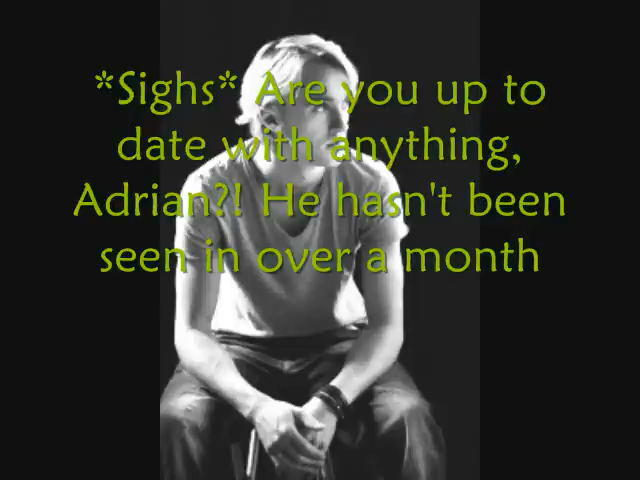 *Sighs* Are you up to
date with anything,
Adrian?! He hasn't been
seen in over a month